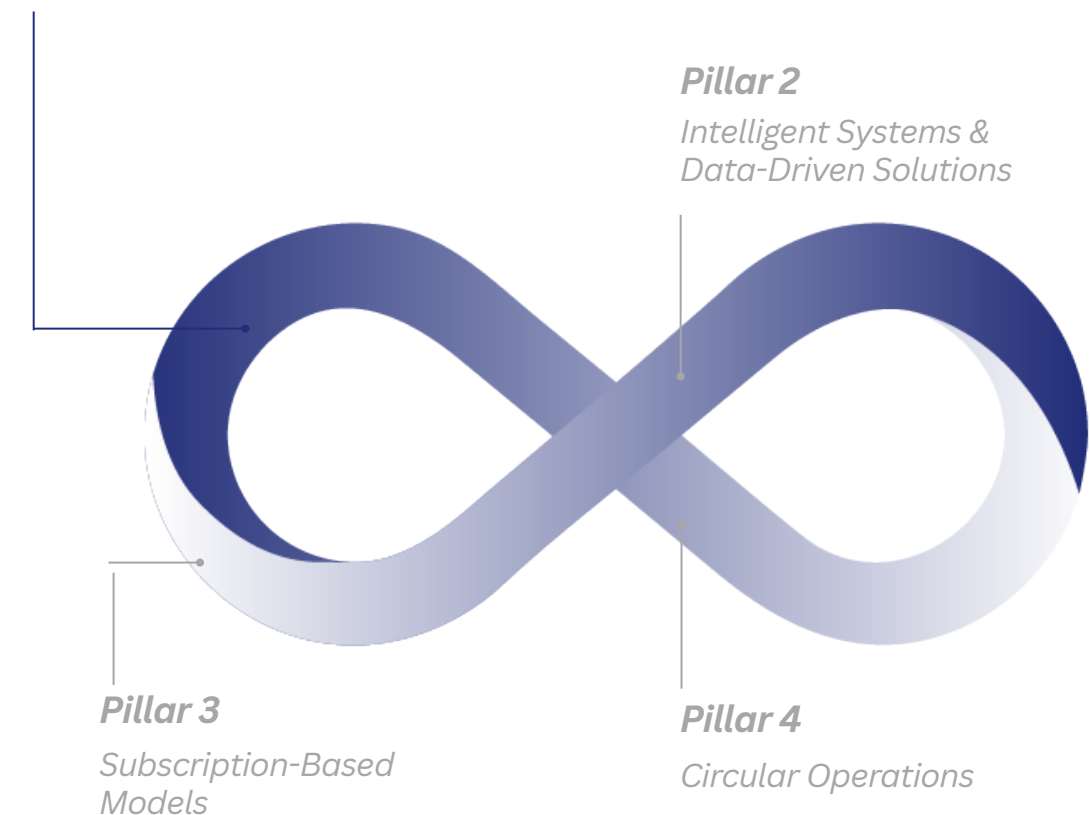 Pillar 2
Intelligent Systems &
Data-Driven Solutions
Pillar 3
Subscription-Based
Models
Pillar 4
Circular Operations